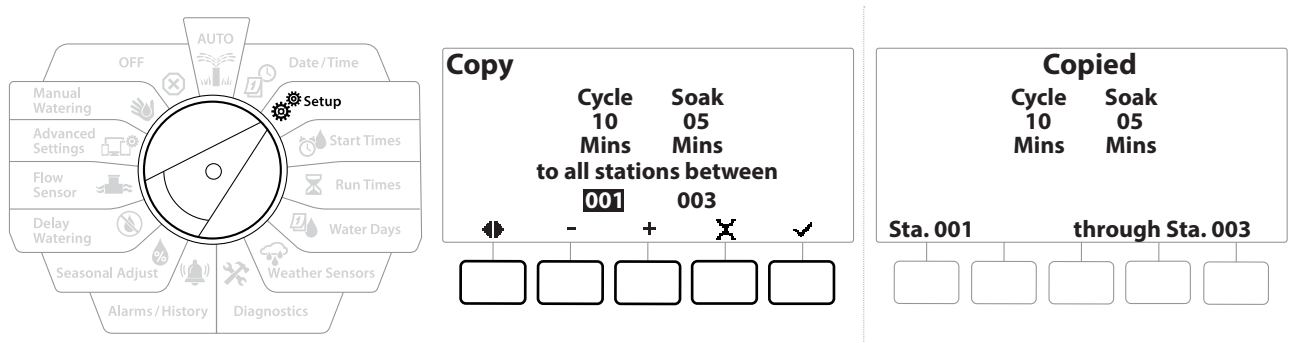 AUTO
OFF
Date / Time
Manual
Watering
Setup
Advanced
Settings
Start Times
Flow
Sensor
Run Times
Delay
Watering
Water Days
Seasonal Adjust
Weather Sensors
Alarms / History
Diagnostics
Copy
Cycle Soak
10 05
Mins Mins
to all stations between
001 003
- +
Copied
Cycle Soak
10 05
Mins Mins
Sta. 001 through Sta. 003